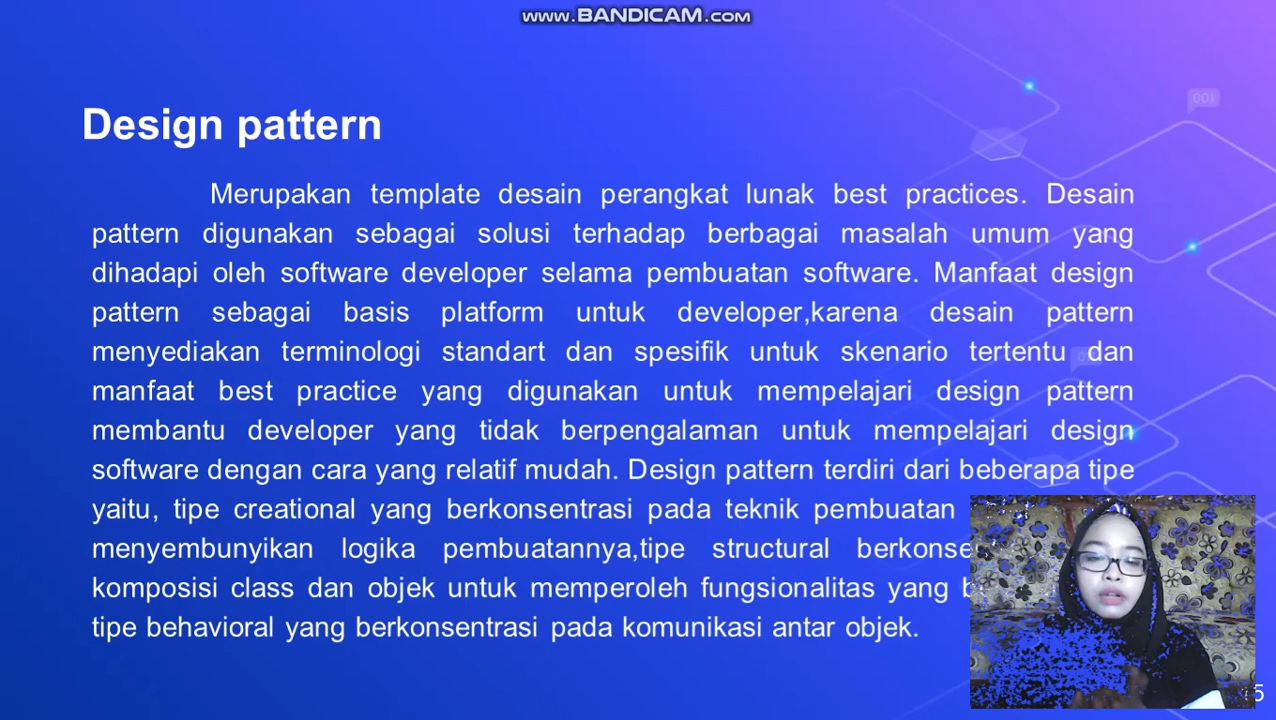 www.BANDICAM.com
001
Design pattern
Merupakan template desain perangkat lunak best practices. Desain
pattern digunakan sebagai solusi terhadap berbagai masalah umum yang
dihadapi oleh software developer selama pembuatan software. Manfaat design
pattern sebagai basis platform untuk developer,karena desain pattern
menyediakan terminologi standart dan spesifik untuk skenario tertentu dan
manfaat best practice yang digunakan untuk mempelajari design pattern
membantu developer yang tidak berpengalaman untuk mempelajari design
software dengan cara yang relatif mudah. Design pattern terdiri dari beberapa tipe
yaitu, tipe creational yang berkonsentrasi pada teknik pembuatan
menyembunyikan logika pembuatannya,tipe structural
komposisi class dan objek untuk memperoleh fungsionalitas yang
tipe behavioral yang berkonsentrasi pada komunikasi antar objek.
5